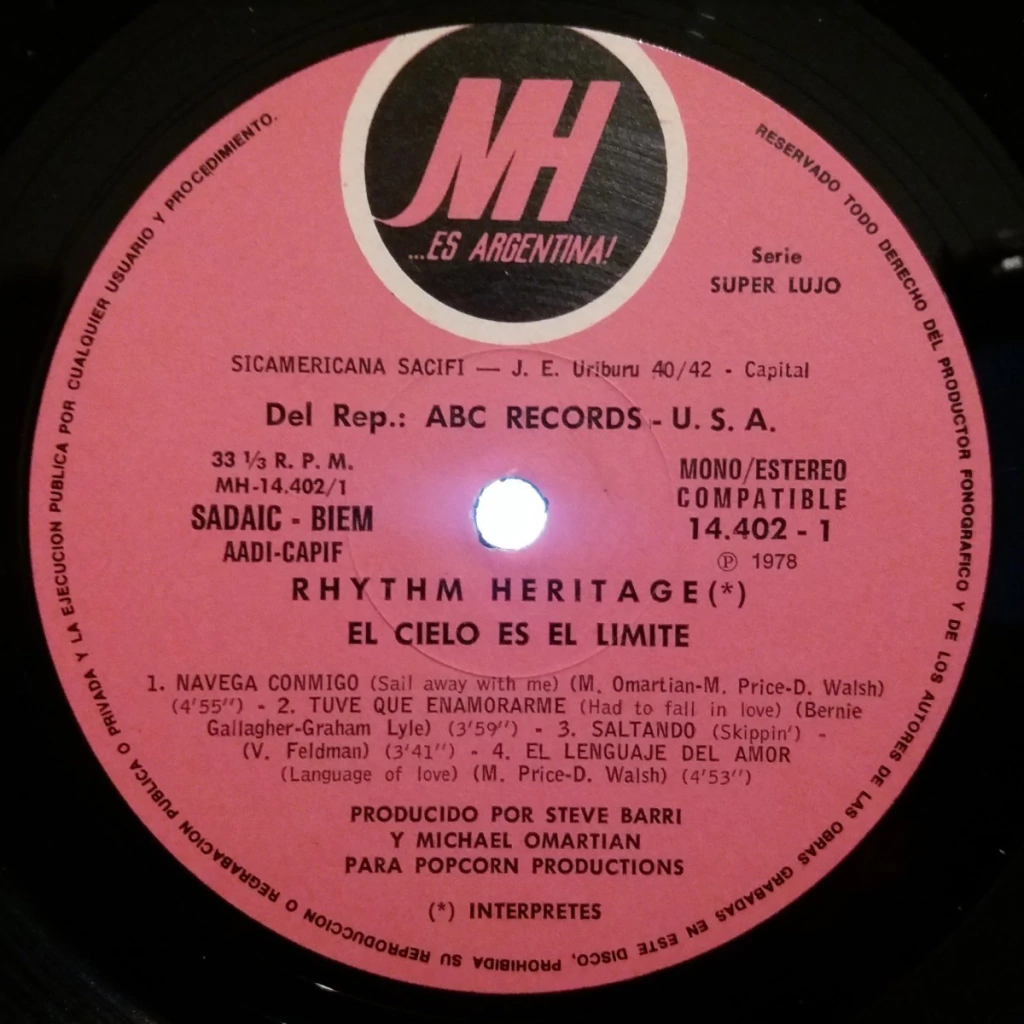 MH
...ES ARGENTINA!
Serie
SUPER LUJO
SICAMERICANA SACIFI — J. E. Uriburu 40/42 - Capital
Del Rep.: ABC RECORDS - U. S. A.
33 ⅓ R. P. M.
MH-14.402/1
SADAIC - BIEM
AADI-CAPIF
MONO/ESTEREO
COMPATIBLE
14.402 - 1
℗ 1978
RHYTHM HERITAGE (*)
EL CIELO ES EL LIMITE
1. NAVEGA CONMIGO (Sail away with me) (M. Omartian-M. Price-D. Walsh)
(4'55'') - 2. TUVE QUE ENAMORARME (Had to fall in love) (Bernie
Gallagher-Graham Lyle) (3'59'') - 3. SALTANDO (Skippin') -
(V. Feldman) (3'41'') - 4. EL LENGUAJE DEL AMOR
(Language of love) (M. Price-D. Walsh) (4'53'')
PRODUCIDO POR STEVE BARRI
Y MICHAEL OMARTIAN
PARA POPCORN PRODUCTIONS
(*) INTERPRETES
RESERVADO TODO DERECHO DEL PRODUCTOR FONOGRAFICO Y DE LOS AUTORES DE LAS OBRAS GRABADAS EN ESTE DISCO, PROHIBIDA SU REPRODUCCION O REGRABACION PUBLICA O PRIVADA Y LA EJECUCION PUBLICA POR CUALQUIER USUARIO Y PROCEDIMIENTO.